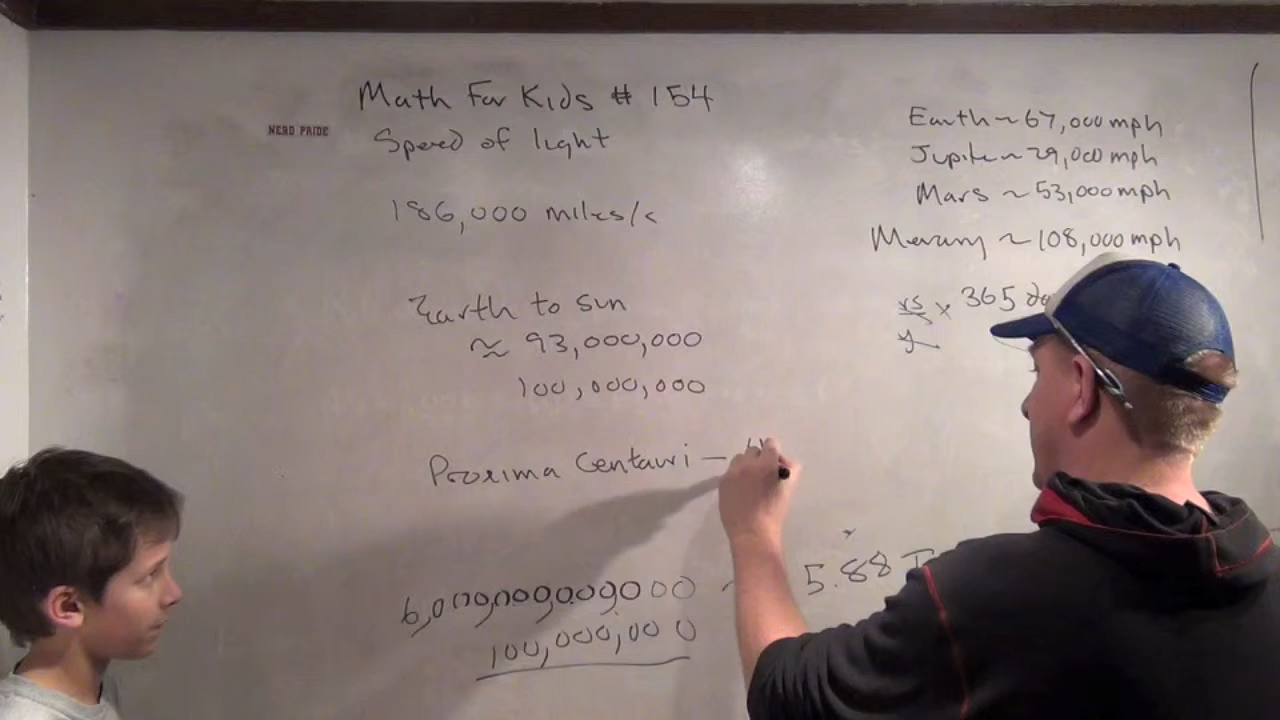 Math For Kids # 154
NERD PRIDE
Speed of light
186,000 miles/s
Earth to sun
≈ 93,000,000
100,000,000
Proxima Centauri –
6,000,000,000,000 ~ 5.88 T
100,000,000
Earth ~ 67,000 mph
Jupiter ~ 29,000 mph
Mars ~ 53,000 mph
Mercury ~ 108,000 mph
x 365 da